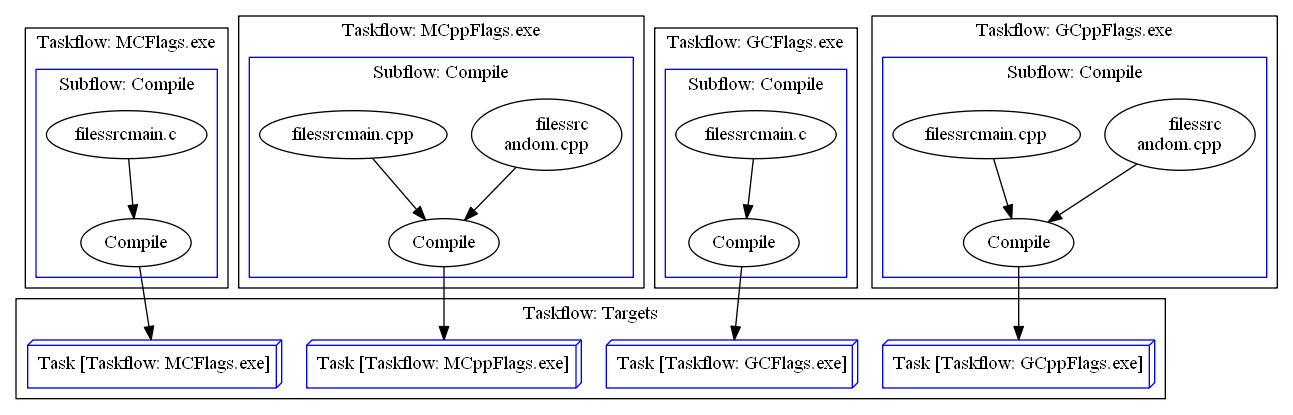 Taskflow: MCFlags.exe
Subflow: Compile
filessrcmain.c
Compile
Taskflow: MCppFlags.exe
Subflow: Compile
filessrcmain.cpp
filessrc
andom.cpp
Compile
Taskflow: GCFlags.exe
Subflow: Compile
filessrcmain.c
Compile
Taskflow: GCppFlags.exe
Subflow: Compile
filessrcmain.cpp
filessrc
andom.cpp
Compile
Taskflow: Targets
Task [Taskflow: MCFlags.exe]
Task [Taskflow: MCppFlags.exe]
Task [Taskflow: GCFlags.exe]
Task [Taskflow: GCppFlags.exe]